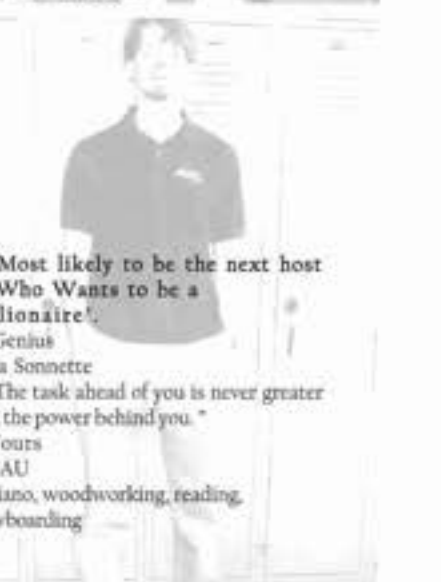 Most likely to be the next host
Who Wants to be a
lionaire'.
Genius
a Sonnette
The task ahead of you is never greater
the power behind you."
ours
AU
iano, woodworking, reading,
yboarding